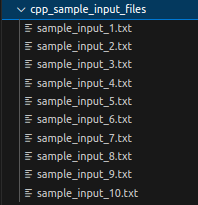 cpp_sample_input_files
sample_input_1.txt
sample_input_2.txt
sample_input_3.txt
sample_input_4.txt
sample_input_5.txt
sample_input_6.txt
sample_input_7.txt
sample_input_8.txt
sample_input_9.txt
sample_input_10.txt